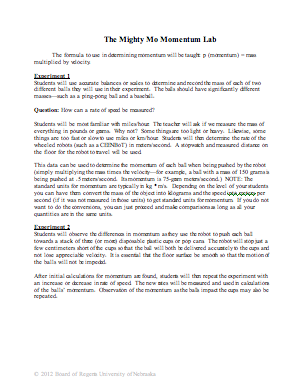 The Mighty Mo Momentum Lab
The formula to use in determining momentum will be taught p (momentum) = mass
multiplied by velocity.
Experiment 1
Students will use accurate balances or scales to determine and record the mass of each of two
different balls they will use in their experiment. The balls should have significantly different
masses—such as a ping-pong ball and a baseball.
Question: How can a rate of speed be measured?
Students will be most familiar with miles/hour. The teacher will ask if we measure the mass of
everything in pounds or grams. Why not? Some things are too light or heavy. Likewise, some
things are too fast or slow to use miles or km/hour. Students will then determine the rate of the
wheeled robots (such as a CEENBoT) in meters/second. A stopwatch and measured distance on
the floor for the robot to travel will be used.
This data can be used to determine the momentum of each ball when being pushed by the robot
(simply multiplying the mass times the velocity—for example, a ball with a mass of 150 grams is
being pushed at .5 meters/second. Its momentum is 75-gram meters/second.) NOTE: The
standard units for momentum are typically in kg * m/s. Depending on the level of your students
you can have them convert the mass of the object into kilograms and the speed into meters per
second (if it was not measured in those units) to get standard units for momentum. If you do not
want to do the conversions, you can just proceed and make comparisons as long as all your
quantities are in the same units.
Experiment 2
Students will observe the differences in momentum as they use the robot to push each ball
towards a stack of three (or more) disposable plastic cups or pop cans. The robot will stop just a
few centimeters short of the cups so that the ball will both be delivered accurately to the cups and
not lose appreciable velocity. It is essential that the floor surface be smooth so that the motion of
the balls will not be impeded.
After initial calculations for momentum are found, students will then repeat the experiment with
an increase or decrease in rate of speed. The new rates will be measured and used in calculations
of the balls' momentum. Observation of the momentum as the balls impact the cups may also be
repeated.
© 2012 Board of Regents University of Nebraska